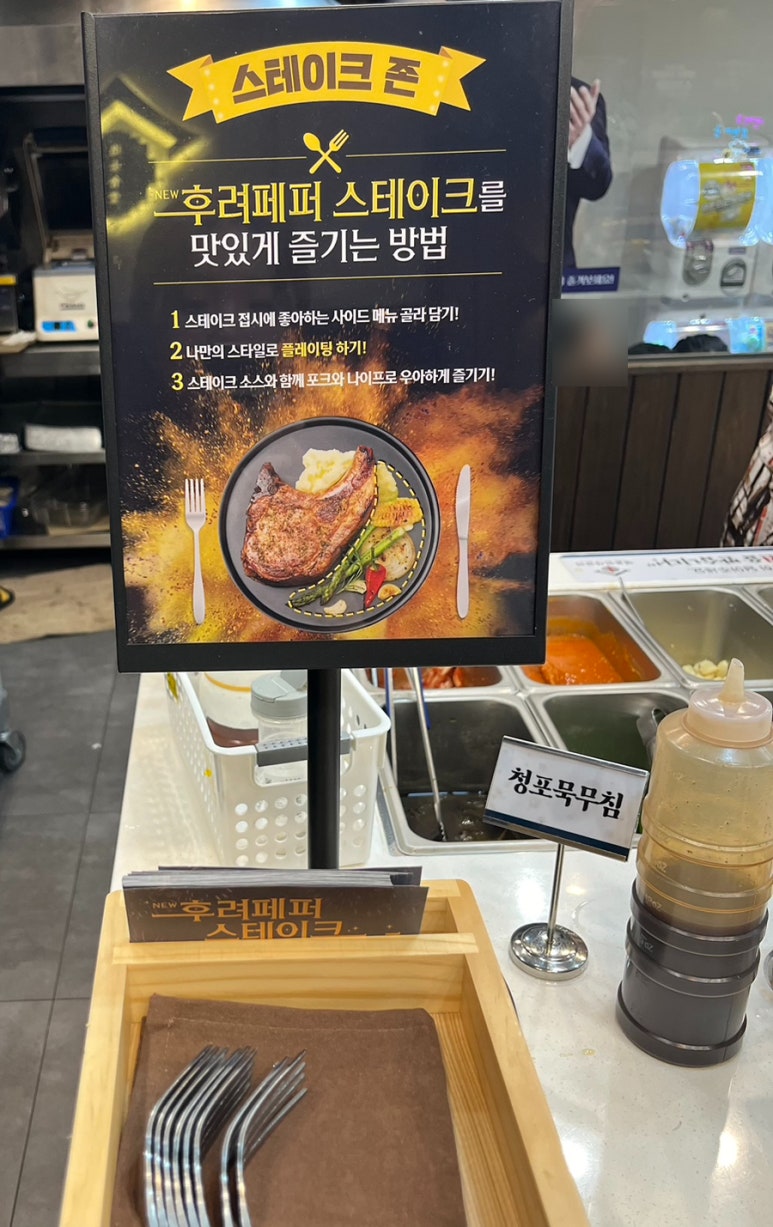 스테이크 존
NEW 후려페퍼 스테이크를
맛있게 즐기는 방법
1 스테이크 접시에 좋아하는 사이드 메뉴 골라 담기!
2 나만의 스타일로 플레이팅 하기!
3 스테이크 소스와 함께 포크와 나이프로 우아하게 즐기기!
청포묵무침
NEW 후려페퍼
스테이크